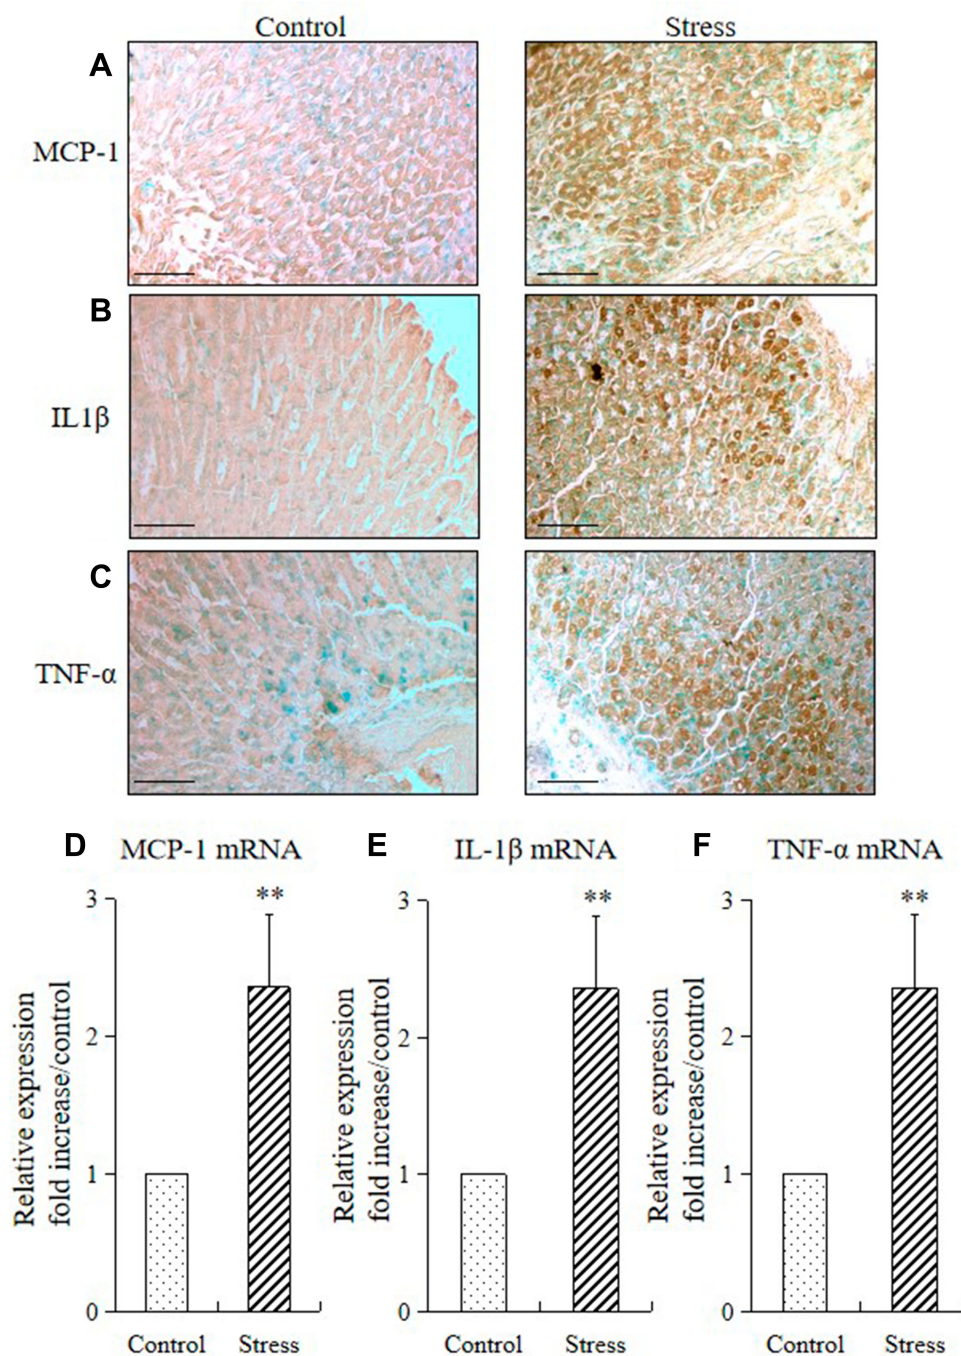 Control Stress
A
MCP-1
B
IL1β
C
TNF-α
D MCP-1 mRNA
E IL-1β mRNA
F TNF-α mRNA
Relative expression
fold increase/control
3
2
1
0
**
Control Stress
Relative expression
fold increase/control
3
2
1
0
**
Control Stress
Relative expression
fold increase/control
3
2
1
0
**
Control Stress